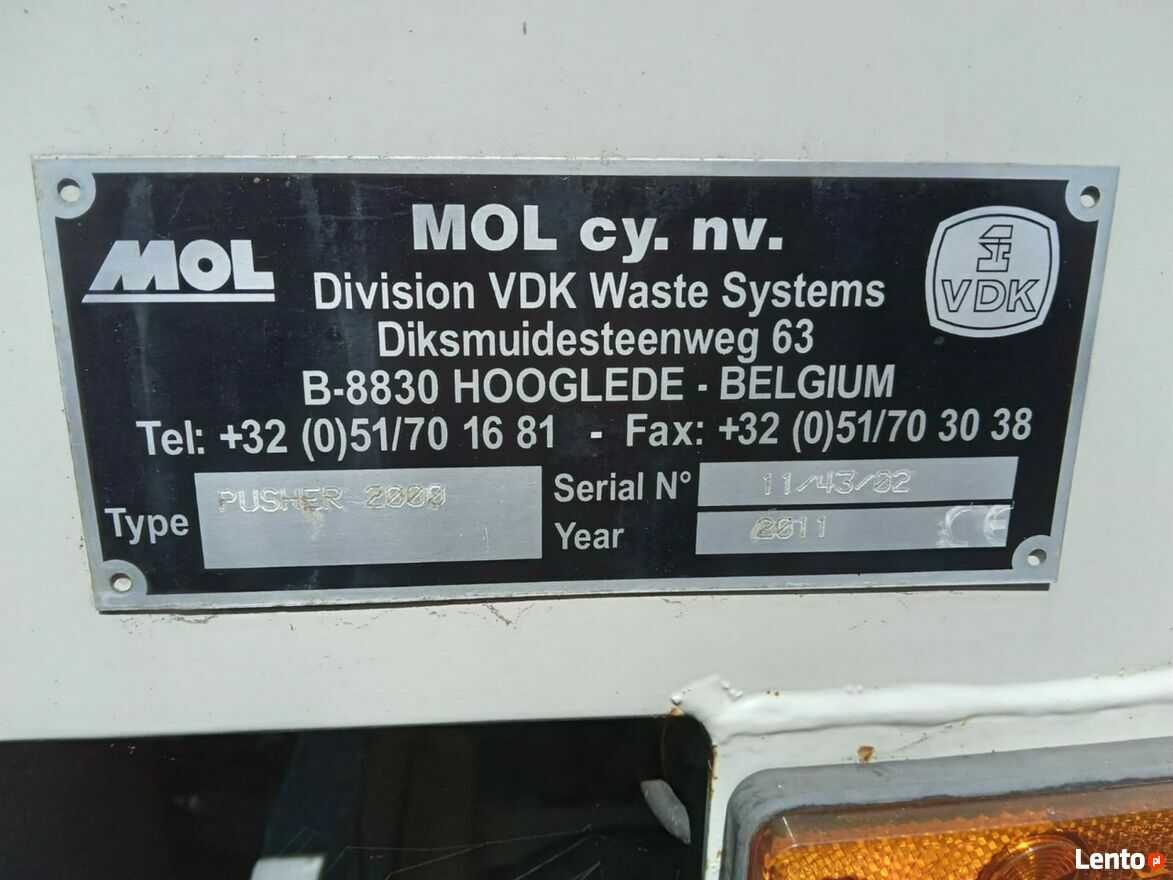 MOL
MOL cy. nv.
1
VDK
Division VDK Waste Systems
Diksmuidesteenweg 63
B-8830 HOOGLEDE - BELGIUM
Tel: +32 (0)51/70 16 81 - Fax: +32 (0)51/70 30 38
Type PUSHER 2000
Serial N° 11/43/02
Year 2011 CE
Lento.pl